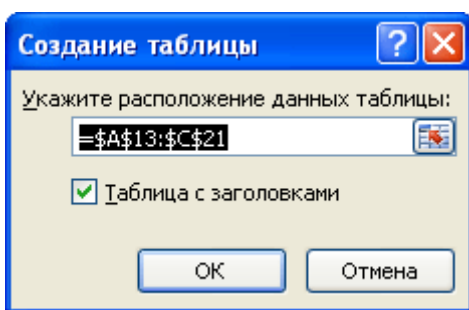 Создание таблицы
Укажите расположение данных таблицы:
=$A$13:$C$21
Таблица с заголовками
ОК
Отмена